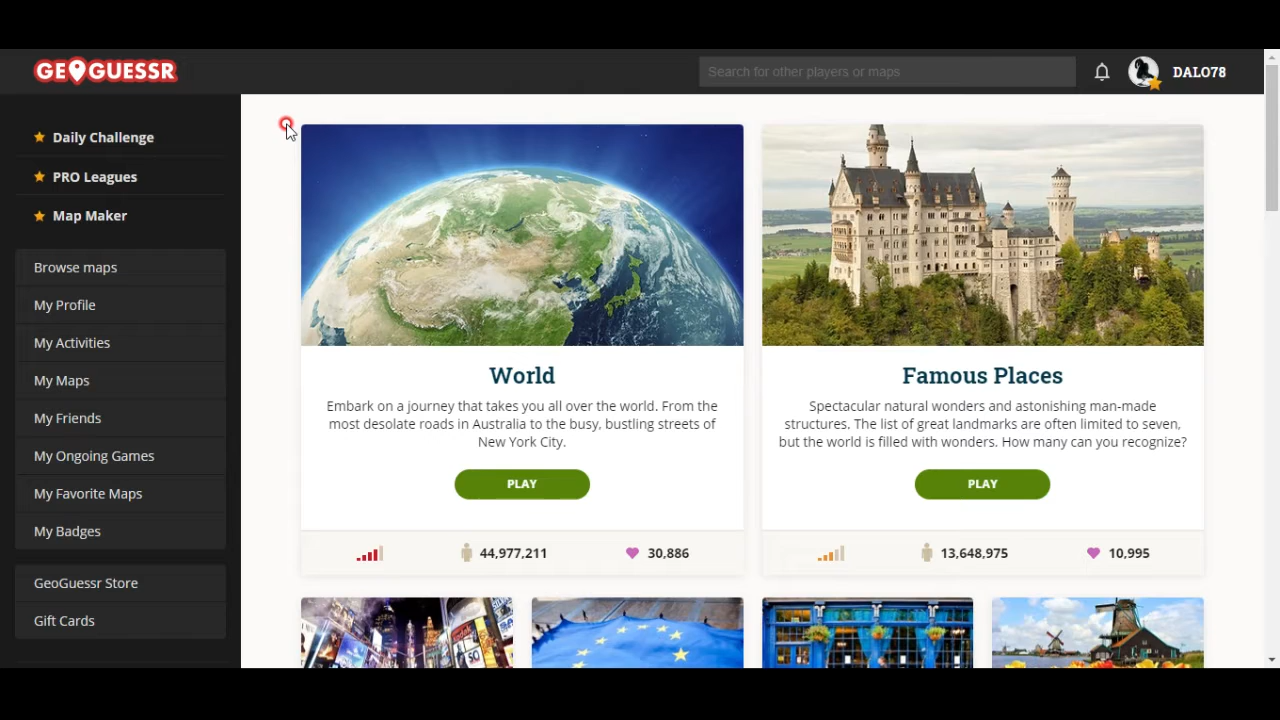 GEOGUESSR
Search for other players or maps
DALO78
Daily Challenge
PRO Leagues
Map Maker
Browse maps
My Profile
My Activities
My Maps
My Friends
My Ongoing Games
My Favorite Maps
My Badges
GeoGuessr Store
Gift Cards
World
Embark on a journey that takes you all over the world. From the
most desolate roads in Australia to the busy, bustling streets of
New York City.
PLAY
44,977,211
30,886
Famous Places
Spectacular natural wonders and astonishing man-made
structures. The list of great landmarks are often limited to seven,
but the world is filled with wonders. How many can you recognize?
PLAY
13,648,975
10,995